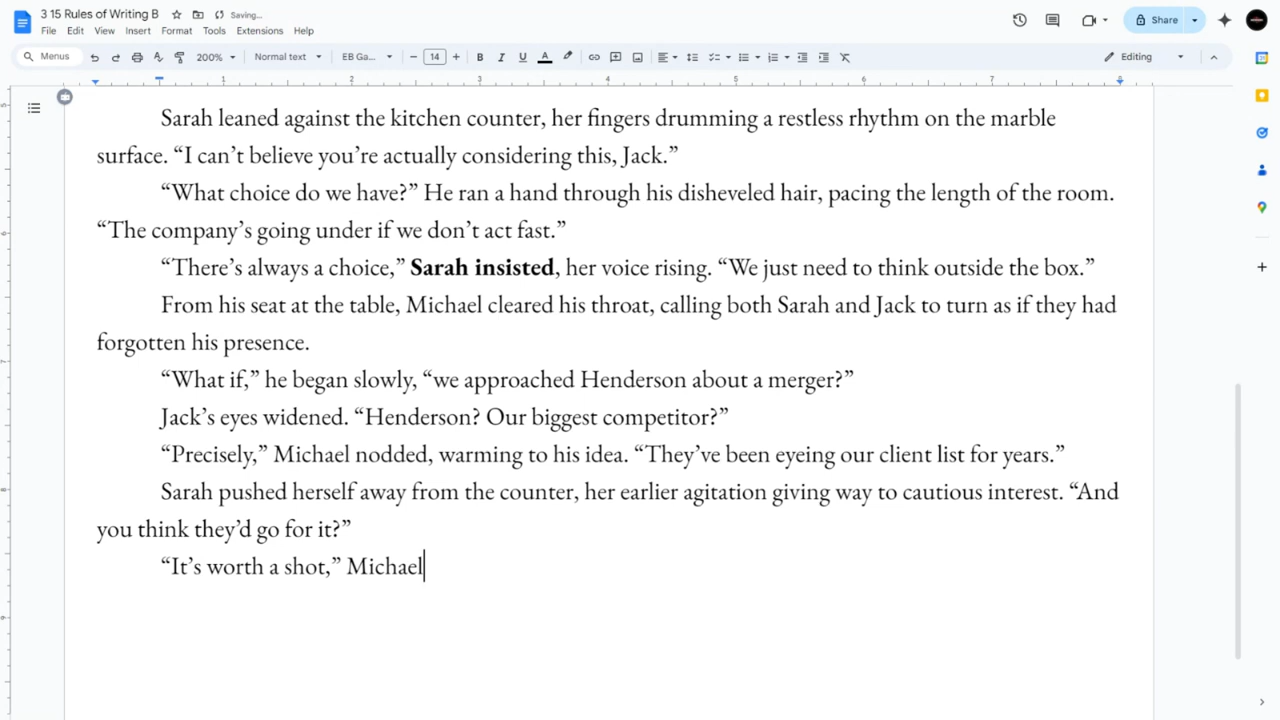 3 15 Rules of Writing B
Saving...
File Edit View Insert Format Tools Extensions Help
Share
Menus
200%
Normal text
EB Ga...
14
B I U A
Editing
1 2 3 4 5 6 7
Sarah leaned against the kitchen counter, her fingers drumming a restless rhythm on the marble
surface. “I can’t believe you’re actually considering this, Jack.”
“What choice do we have?” He ran a hand through his disheveled hair, pacing the length of the room.
“The company’s going under if we don’t act fast.”
“There’s always a choice,” Sarah insisted, her voice rising. “We just need to think outside the box.”
From his seat at the table, Michael cleared his throat, calling both Sarah and Jack to turn as if they had
forgotten his presence.
“What if,” he began slowly, “we approached Henderson about a merger?”
Jack’s eyes widened. “Henderson? Our biggest competitor?”
“Precisely,” Michael nodded, warming to his idea. “They’ve been eyeing our client list for years.”
Sarah pushed herself away from the counter, her earlier agitation giving way to cautious interest. “And
you think they’d go for it?”
“It’s worth a shot,” Michael